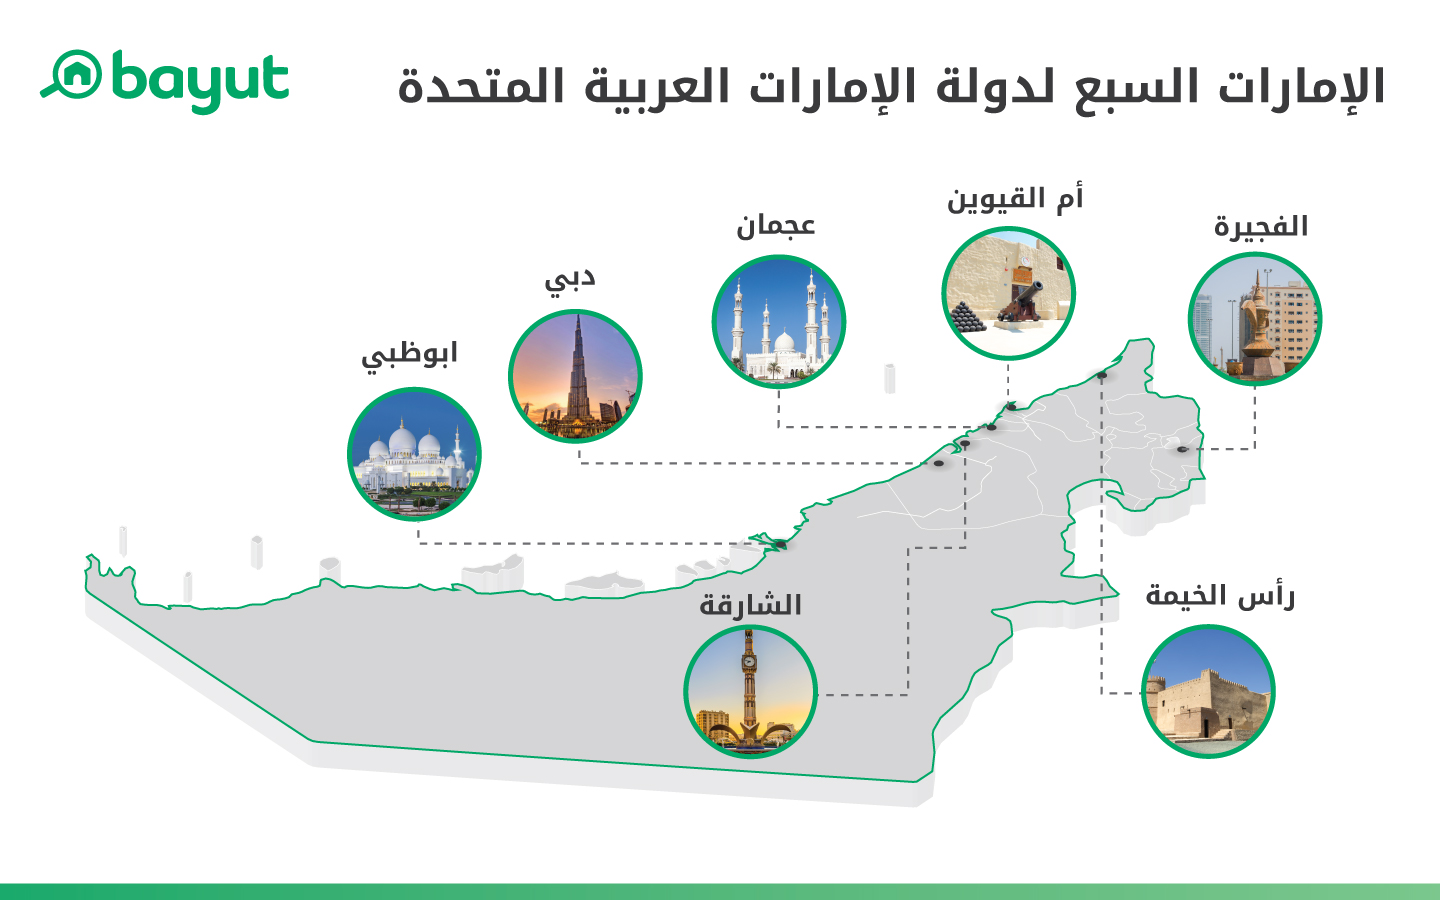 bayut
الإمارات السبع لدولة الإمارات العربية المتحدة
أم القيوين
الفجيرة
عجمان
دبي
ابوظبي
رأس الخيمة
الشارقة